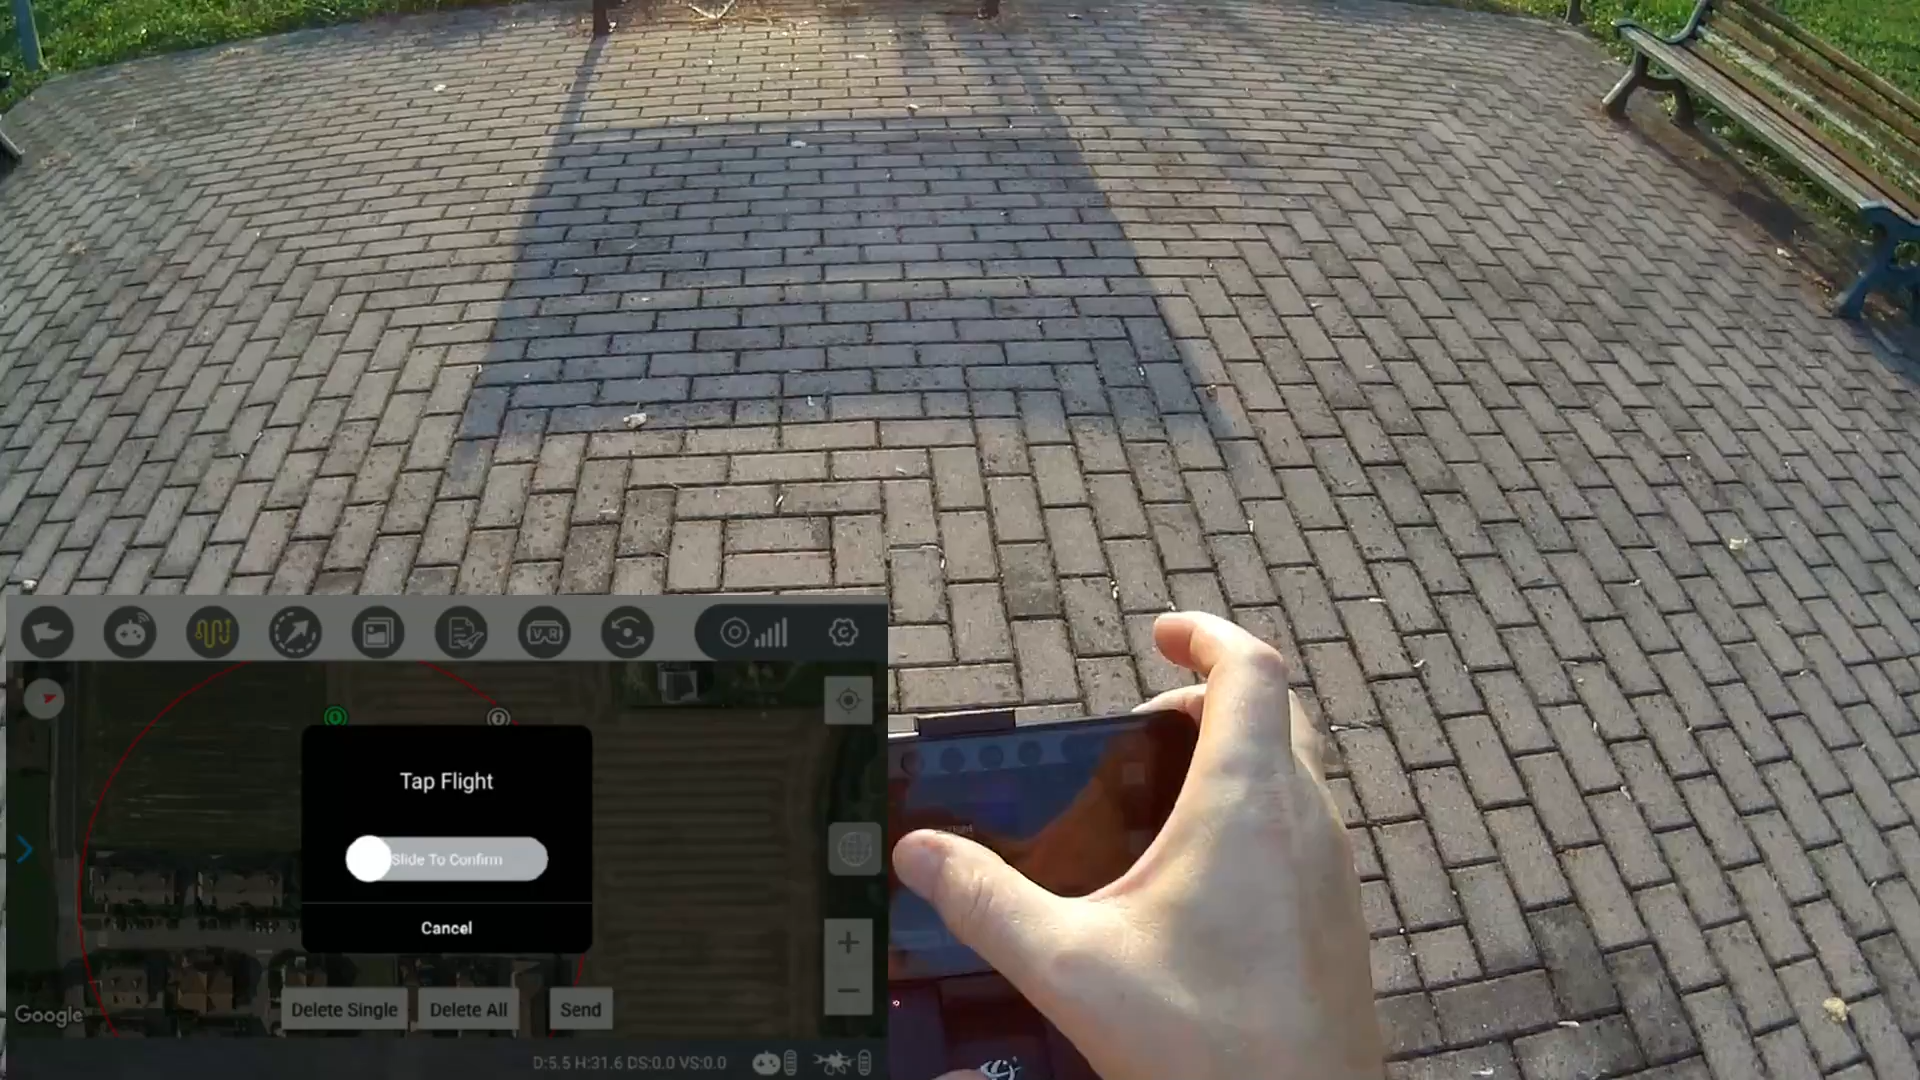 VR
Tap Flight
Slide To Confirm
Cancel
Google
Delete Single
Delete All
Send
D:5.5 H:31.6 DS:0.0 VS:0.0